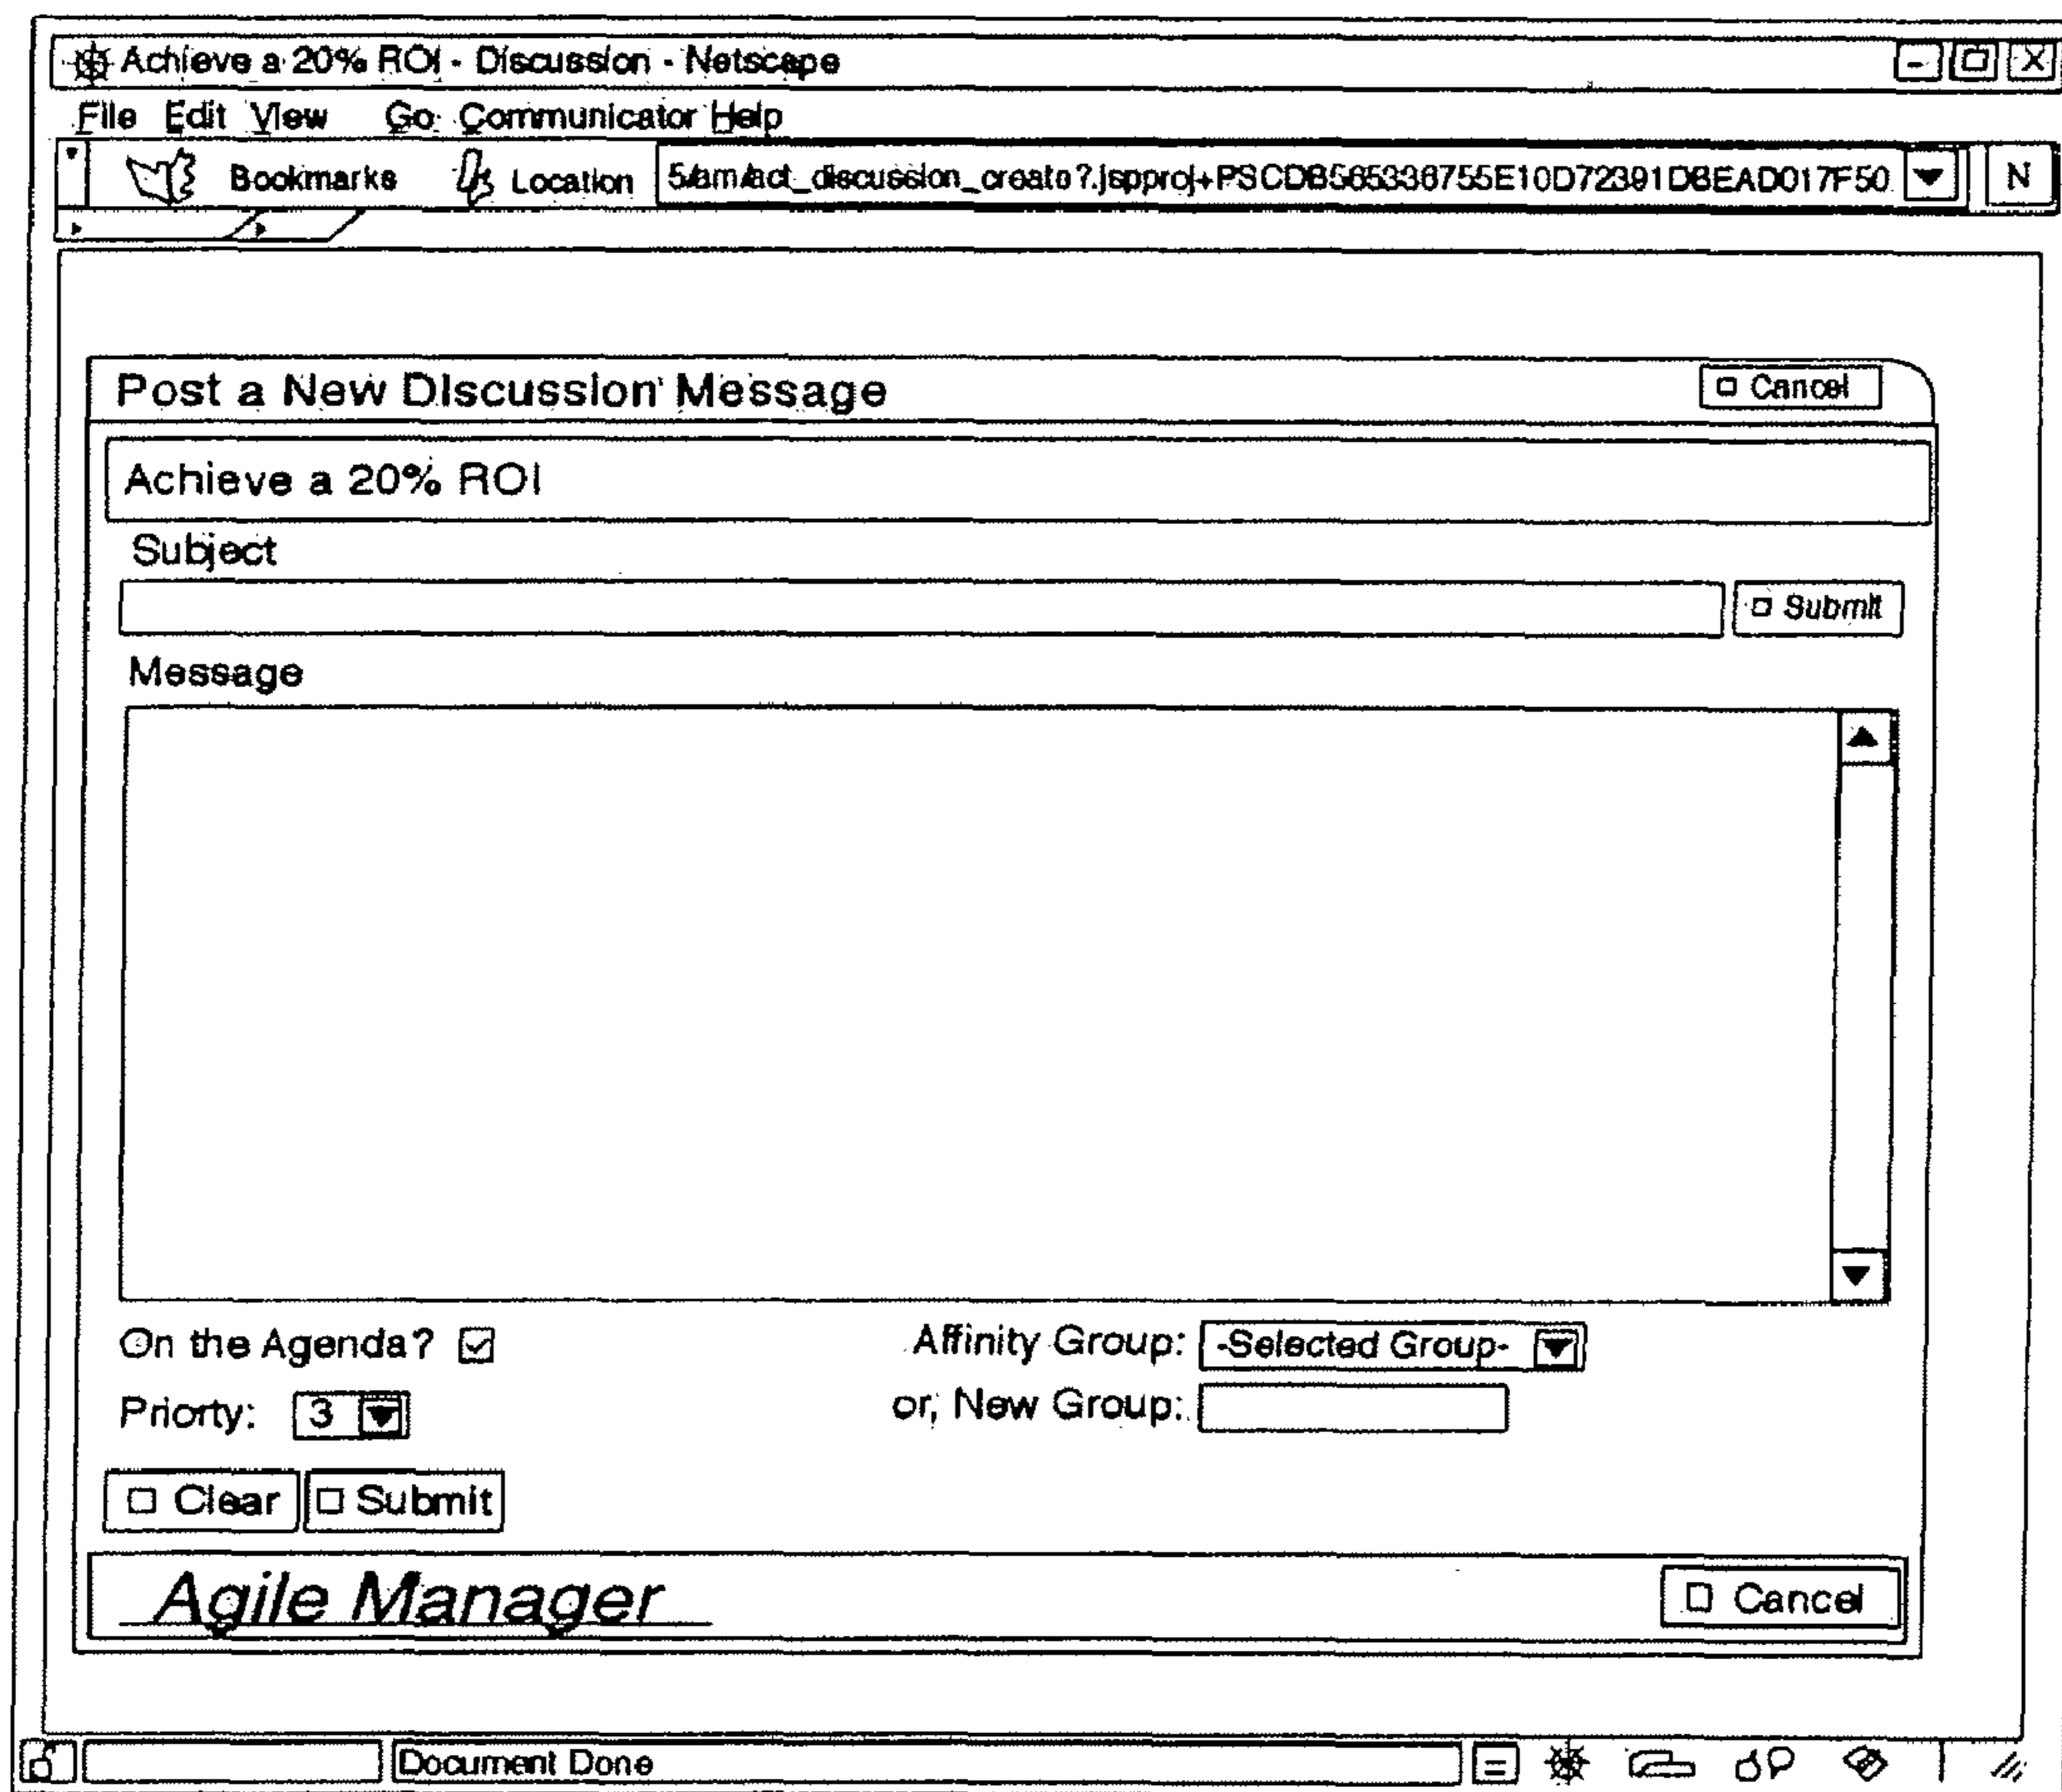 Achieve a 20% ROI - Discussion - Netscape
File Edit View Go Communicator Help
Bookmarks Location 5/am/act_discussion_create?.jspproj+PSCDB565336755E10D72391DBEAD017F50 N
Post a New Discussion Message Cancel
Achieve a 20% ROI
Subject
Submit
Message
On the Agenda? Affinity Group: -Selected Group-
Priorty: 3 or, New Group:
Clear Submit
Agile Manager Cancel
Document Done